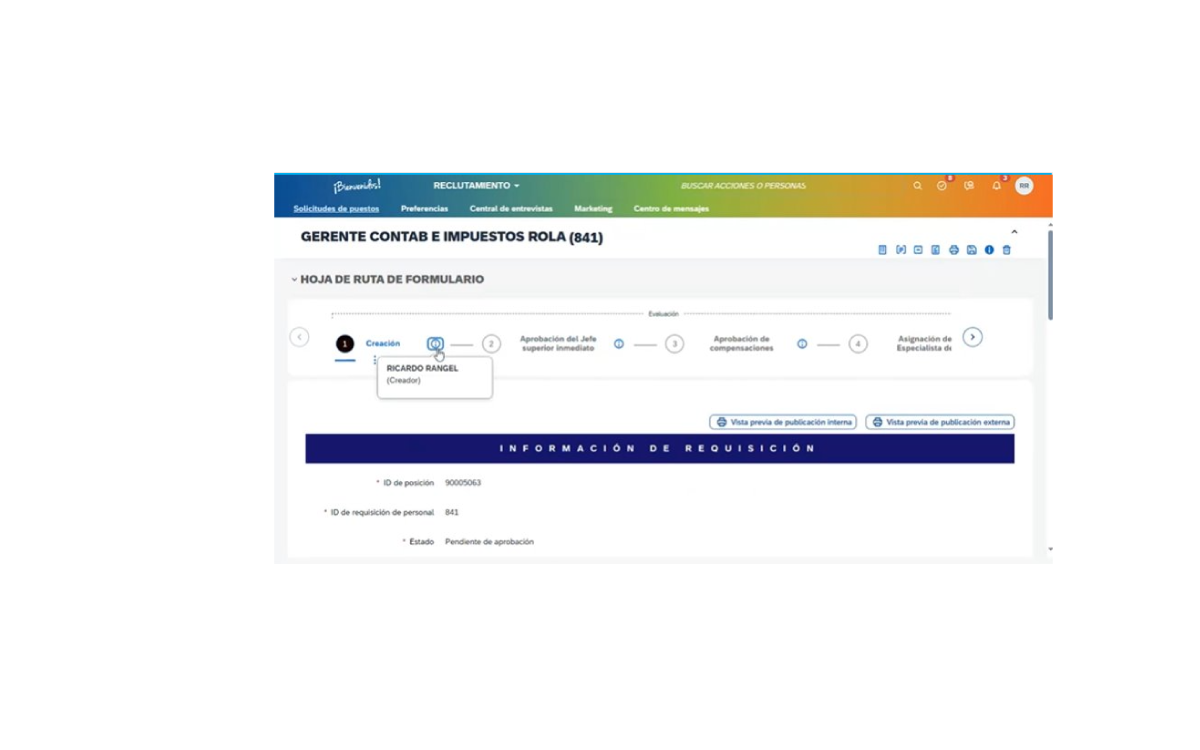 ¡Bienvenidos!
RECLUTAMIENTO
BUSCAR ACCIONES O PERSONAS
3
RR
Solicitudes de puestos Preferencias Central de entrevistas Marketing Centro de mensajes
GERENTE CONTAB E IMPUESTOS ROLA (841)
HOJA DE RUTA DE FORMULARIO
Evaluación
1 Creación 2 Aprobación del Jefe superior inmediato 3 Aprobación de compensaciones 4 Asignación de Especialista de
RICARDO RANGEL
(Creador)
Vista previa de publicación interna Vista previa de publicación externa
INFORMACIÓN DE REQUISICIÓN
* ID de posición 90005063
* ID de requisición de personal 841
* Estado Pendiente de aprobación